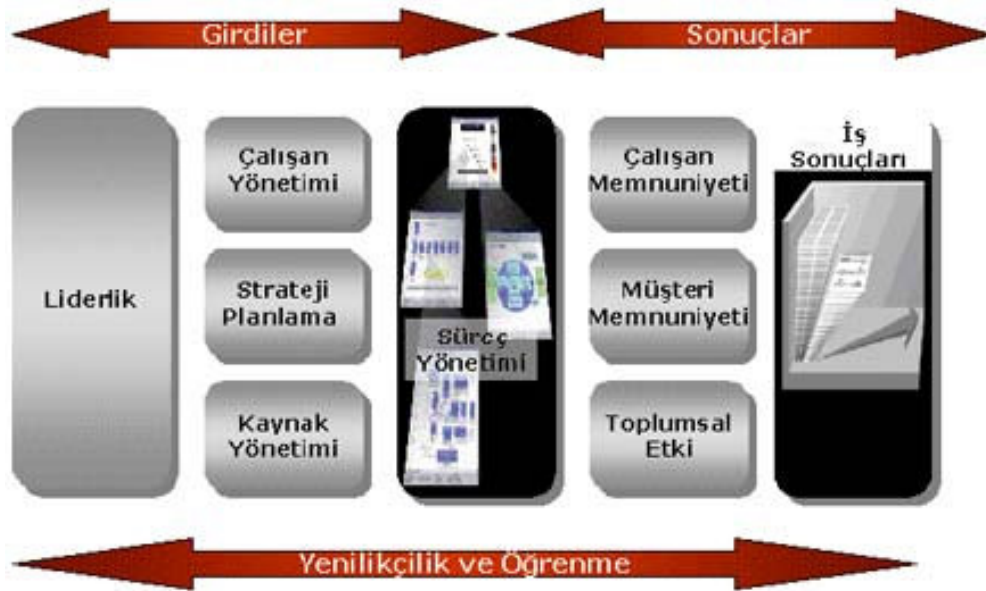 Girdiler
Sonuçlar
Liderlik
Çalışan
Yönetimi
Strateji
Planlama
Kaynak
Yönetimi
Süreç
Yönetimi
Çalışan
Memnuniyeti
Müşteri
Memnuniyeti
Toplumsal
Etki
İş
Sonuçları
Yenilikçilik ve Öğrenme